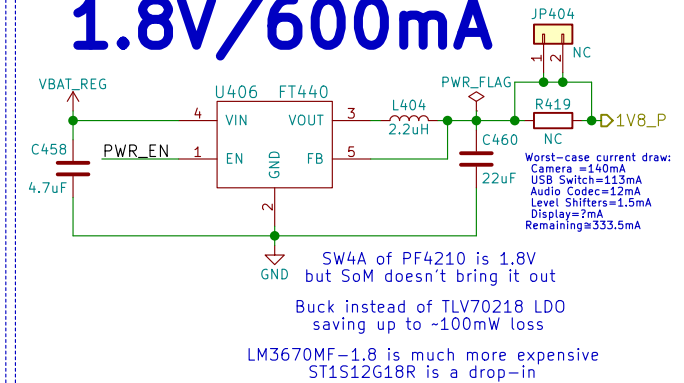 1.8V/600mA
JP404
1
2
NC
VBAT_REG
U406
FT440
PWR_FLAG
4
VIN
VOUT
3
L404
2.2uH
R419
NC
1V8_P
C458
4.7uF
PWR_EN
1
EN
GND
FB
5
2
C460
22uF
Worst-case current draw:
Camera =140mA
USB Switch=113mA
Audio Codec=12mA
Level Shifters=1.5mA
Display=?mA
Remaining≅333.5mA
GND
SW4A of PF4210 is 1.8V
but SoM doesn't bring it out
Buck instead of TLV70218 LDO
saving up to ~100mW loss
LM3670MF-1.8 is much more expensive
ST1S12G18R is a drop-in